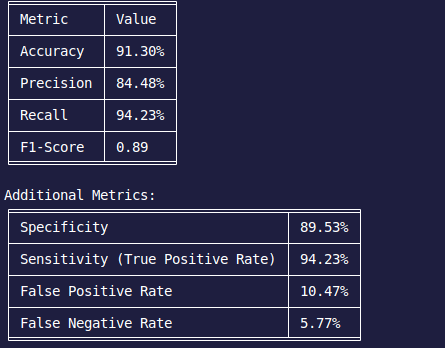 Metric Value
Accuracy 91.30%
Precision 84.48%
Recall 94.23%
F1-Score 0.89
Additional Metrics:
Specificity 89.53%
Sensitivity (True Positive Rate) 94.23%
False Positive Rate 10.47%
False Negative Rate 5.77%